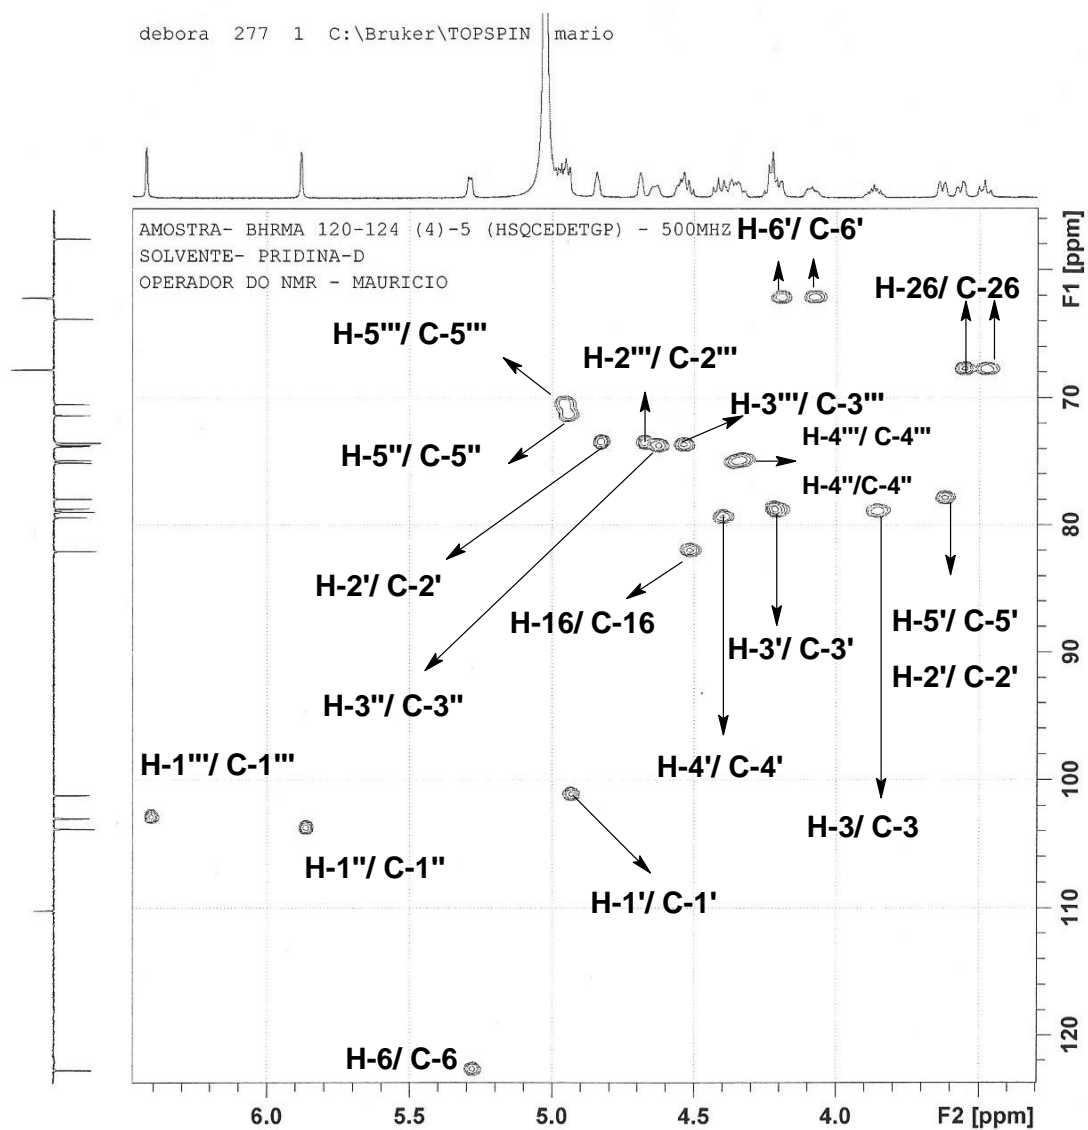 debora 277 1 C:\Bruker\TOPSPIN mario
AMOSTRA- BHRMA 120-124 (4)-5 (HSQCEDETGP) - 500MHZ
SOLVENTE- PRIDINA-D
OPERADOR DO NMR - MAURICIO
H-6'/ C-6'
H-26/ C-26
H-5'''/ C-5'''
H-2'''/ C-2'''
H-3'''/ C-3'''
H-4'''/ C-4'''
H-5''/ C-5''
H-4''/C-4''
H-2'/ C-2'
H-16/ C-16
H-5'/ C-5'
H-3'/ C-3'
H-2'/ C-2'
H-3''/ C-3''
H-1'''/ C-1'''
H-4'/ C-4'
H-3/ C-3
H-1''/ C-1''
H-1'/ C-1'
H-6/ C-6
F1 [ppm]
70
80
90
100
110
120
6.0 5.5 5.0 4.5 4.0 F2 [ppm]